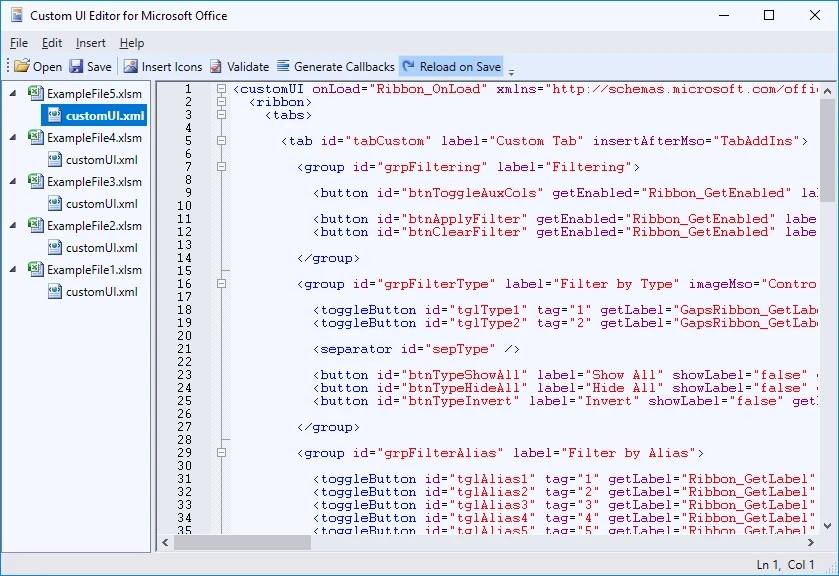 Custom UI Editor for Microsoft Office
File Edit Insert Help
Open Save Insert Icons Validate Generate Callbacks Reload on Save
ExampleFile5.xlsm
customUI.xml
ExampleFile4.xlsm
customUI.xml
ExampleFile3.xlsm
customUI.xml
ExampleFile2.xlsm
customUI.xml
ExampleFile1.xlsm
customUI.xml
1 <customUI onLoad="Ribbon_OnLoad" xmlns="http://schemas.microsoft.com/offi
2 <ribbon>
3 <tabs>
4
5 <tab id="tabCustom" label="Custom Tab" insertAfterMso="TabAddIns">
6
7 <group id="grpFiltering" label="Filtering">
8
9 <button id="btnToggleAuxCols" getEnabled="Ribbon_GetEnabled" la
10
11 <button id="btnApplyFilter" getEnabled="Ribbon_GetEnabled" labe
12 <button id="btnClearFilter" getEnabled="Ribbon_GetEnabled" labe
13
14 </group>
15
16 <group id="grpFilterType" label="Filter by Type" imageMso="Contro
17
18 <toggleButton id="tglType1" tag="1" getLabel="GapsRibbon_GetLab
19 <toggleButton id="tglType2" tag="2" getLabel="GapsRibbon_GetLab
20
21 <separator id="sepType" />
22
23 <button id="btnTypeShowAll" label="Show All" showLabel="false"
24 <button id="btnTypeHideAll" label="Hide All" showLabel="false"
25 <button id="btnTypeInvert" label="Invert" showLabel="false" get
26
27 </group>
28
29 <group id="grpFilterAlias" label="Filter by Alias">
30
31 <toggleButton id="tglAlias1" tag="1" getLabel="Ribbon_GetLabel"
32 <toggleButton id="tglAlias2" tag="2" getLabel="Ribbon_GetLabel"
33 <toggleButton id="tglAlias3" tag="3" getLabel="Ribbon_GetLabel"
34 <toggleButton id="tglAlias4" tag="4" getLabel="Ribbon_GetLabel"
35 <toggleButton id="tglAlias5" tag="5" getLabel="Ribbon_GetLabel"
Ln 1, Col 1